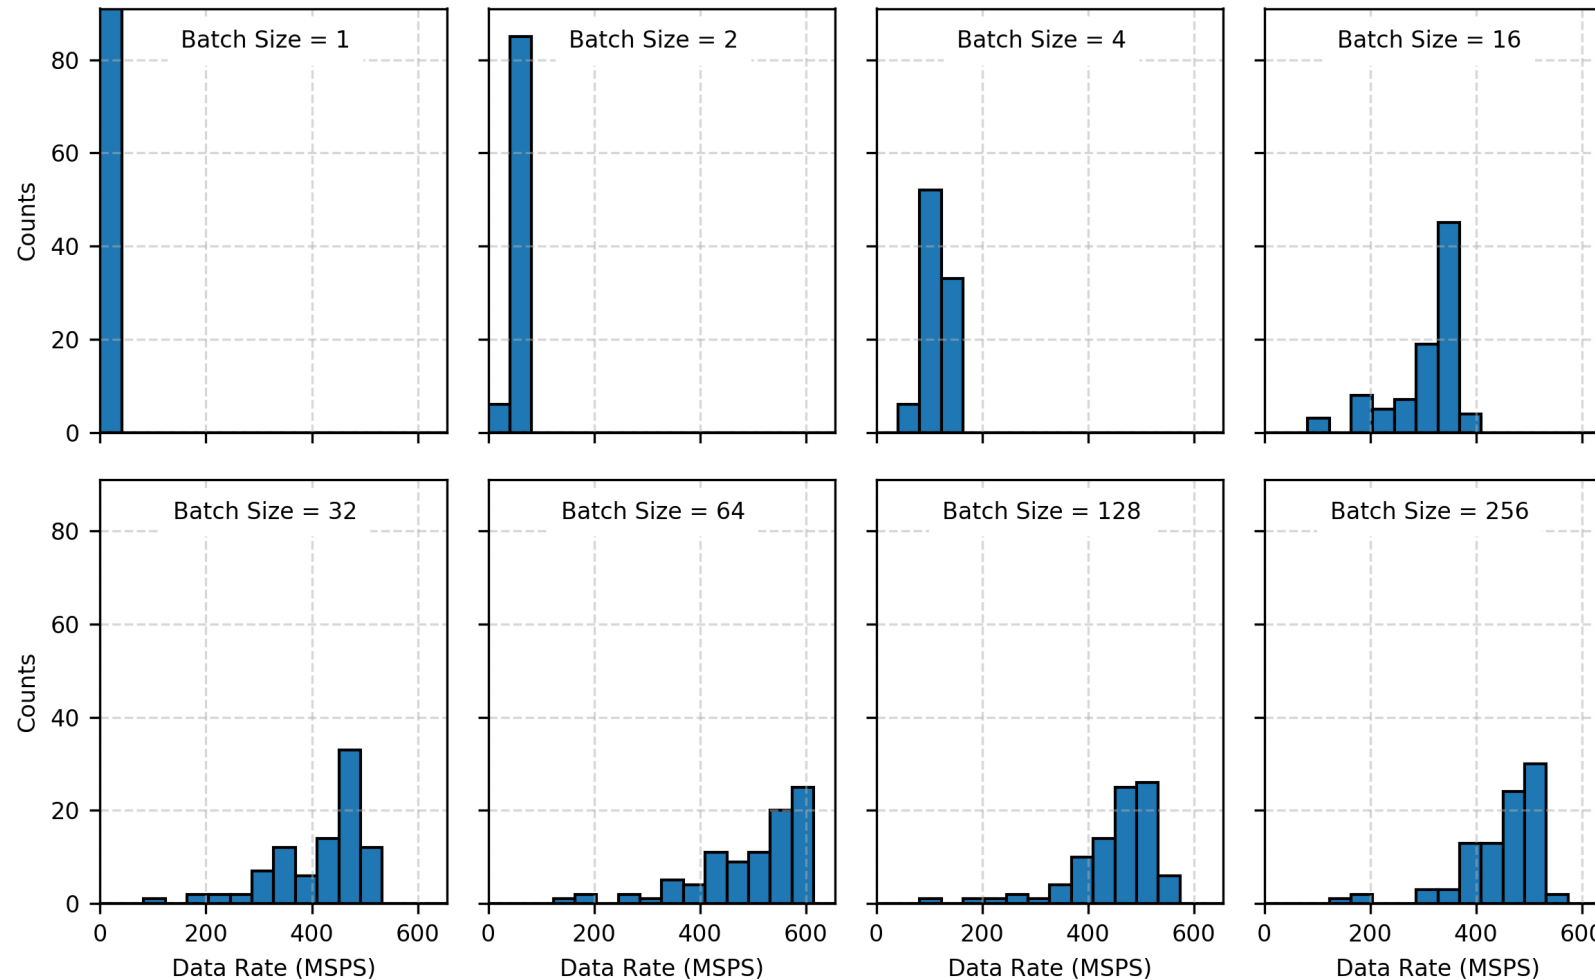 Batch Size = 1
Batch Size = 2
Batch Size = 4
Batch Size = 16
80
60
40
20
0
Counts
0 200 400 600
0 200 400 600
0 200 400 600
0 200 400 600
Batch Size = 32
Batch Size = 64
Batch Size = 128
Batch Size = 256
80
60
40
20
0
Counts
Data Rate (MSPS)
Data Rate (MSPS)
Data Rate (MSPS)
Data Rate (MSPS)